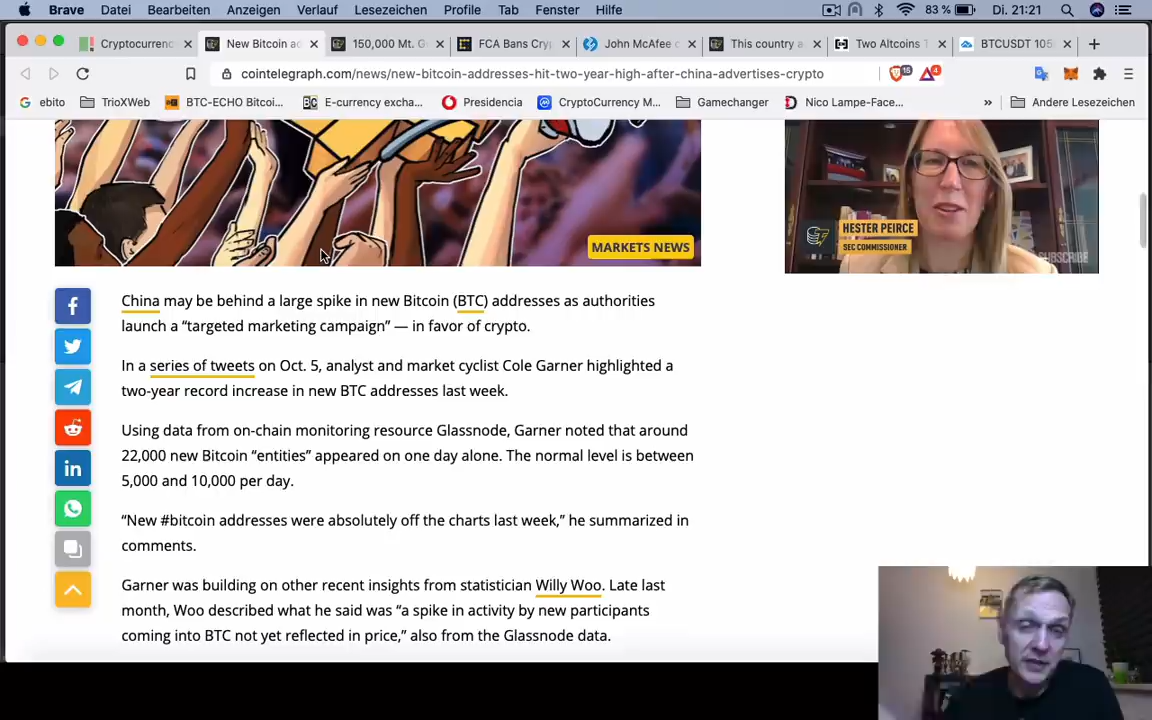 Brave Datei Bearbeiten Anzeigen Verlauf Lesezeichen Profile Tab Fenster Hilfe 83 % Di. 21:21
Cryptocurrenc New Bitcoin ad 150,000 Mt. G FCA Bans Cryp John McAfee This country a Two Altcoins T BTCUSDT 105
cointelegraph.com/news/new-bitcoin-addresses-hit-two-year-high-after-china-advertises-crypto
ebito TrioXWeb BTC-ECHO Bitcoi... E-currency excha... Presidencia CryptoCurrency M... Gamechanger Nico Lampe-Face... » Andere Lesezeichen
HESTER PEIRCE
SEC COMMISSIONER
SUBSCRIBE
MARKETS NEWS
China may be behind a large spike in new Bitcoin (BTC) addresses as authorities
launch a “targeted marketing campaign” — in favor of crypto.
In a series of tweets on Oct. 5, analyst and market cyclist Cole Garner highlighted a
two-year record increase in new BTC addresses last week.
Using data from on-chain monitoring resource Glassnode, Garner noted that around
22,000 new Bitcoin “entities” appeared on one day alone. The normal level is between
5,000 and 10,000 per day.
“New #bitcoin addresses were absolutely off the charts last week,” he summarized in
comments.
Garner was building on other recent insights from statistician Willy Woo. Late last
month, Woo described what he said was “a spike in activity by new participants
coming into BTC not yet reflected in price,” also from the Glassnode data.